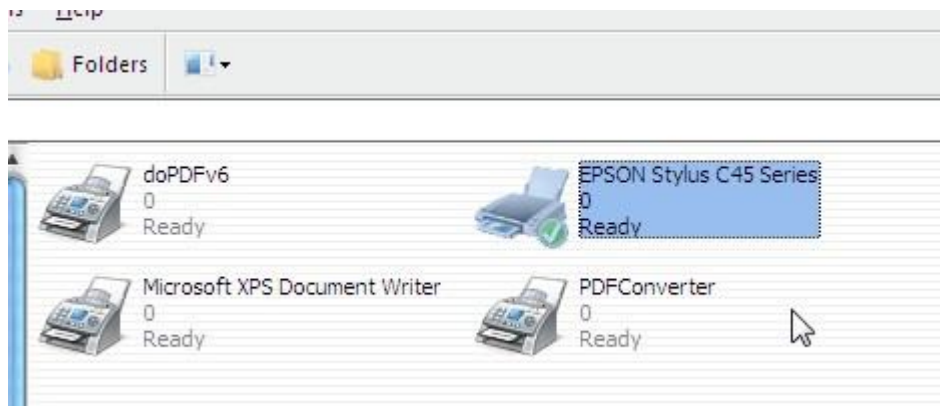 Help
Folders
doPDFv6
0
Ready
EPSON Stylus C45 Series
0
Ready
Microsoft XPS Document Writer
0
Ready
PDFConverter
0
Ready